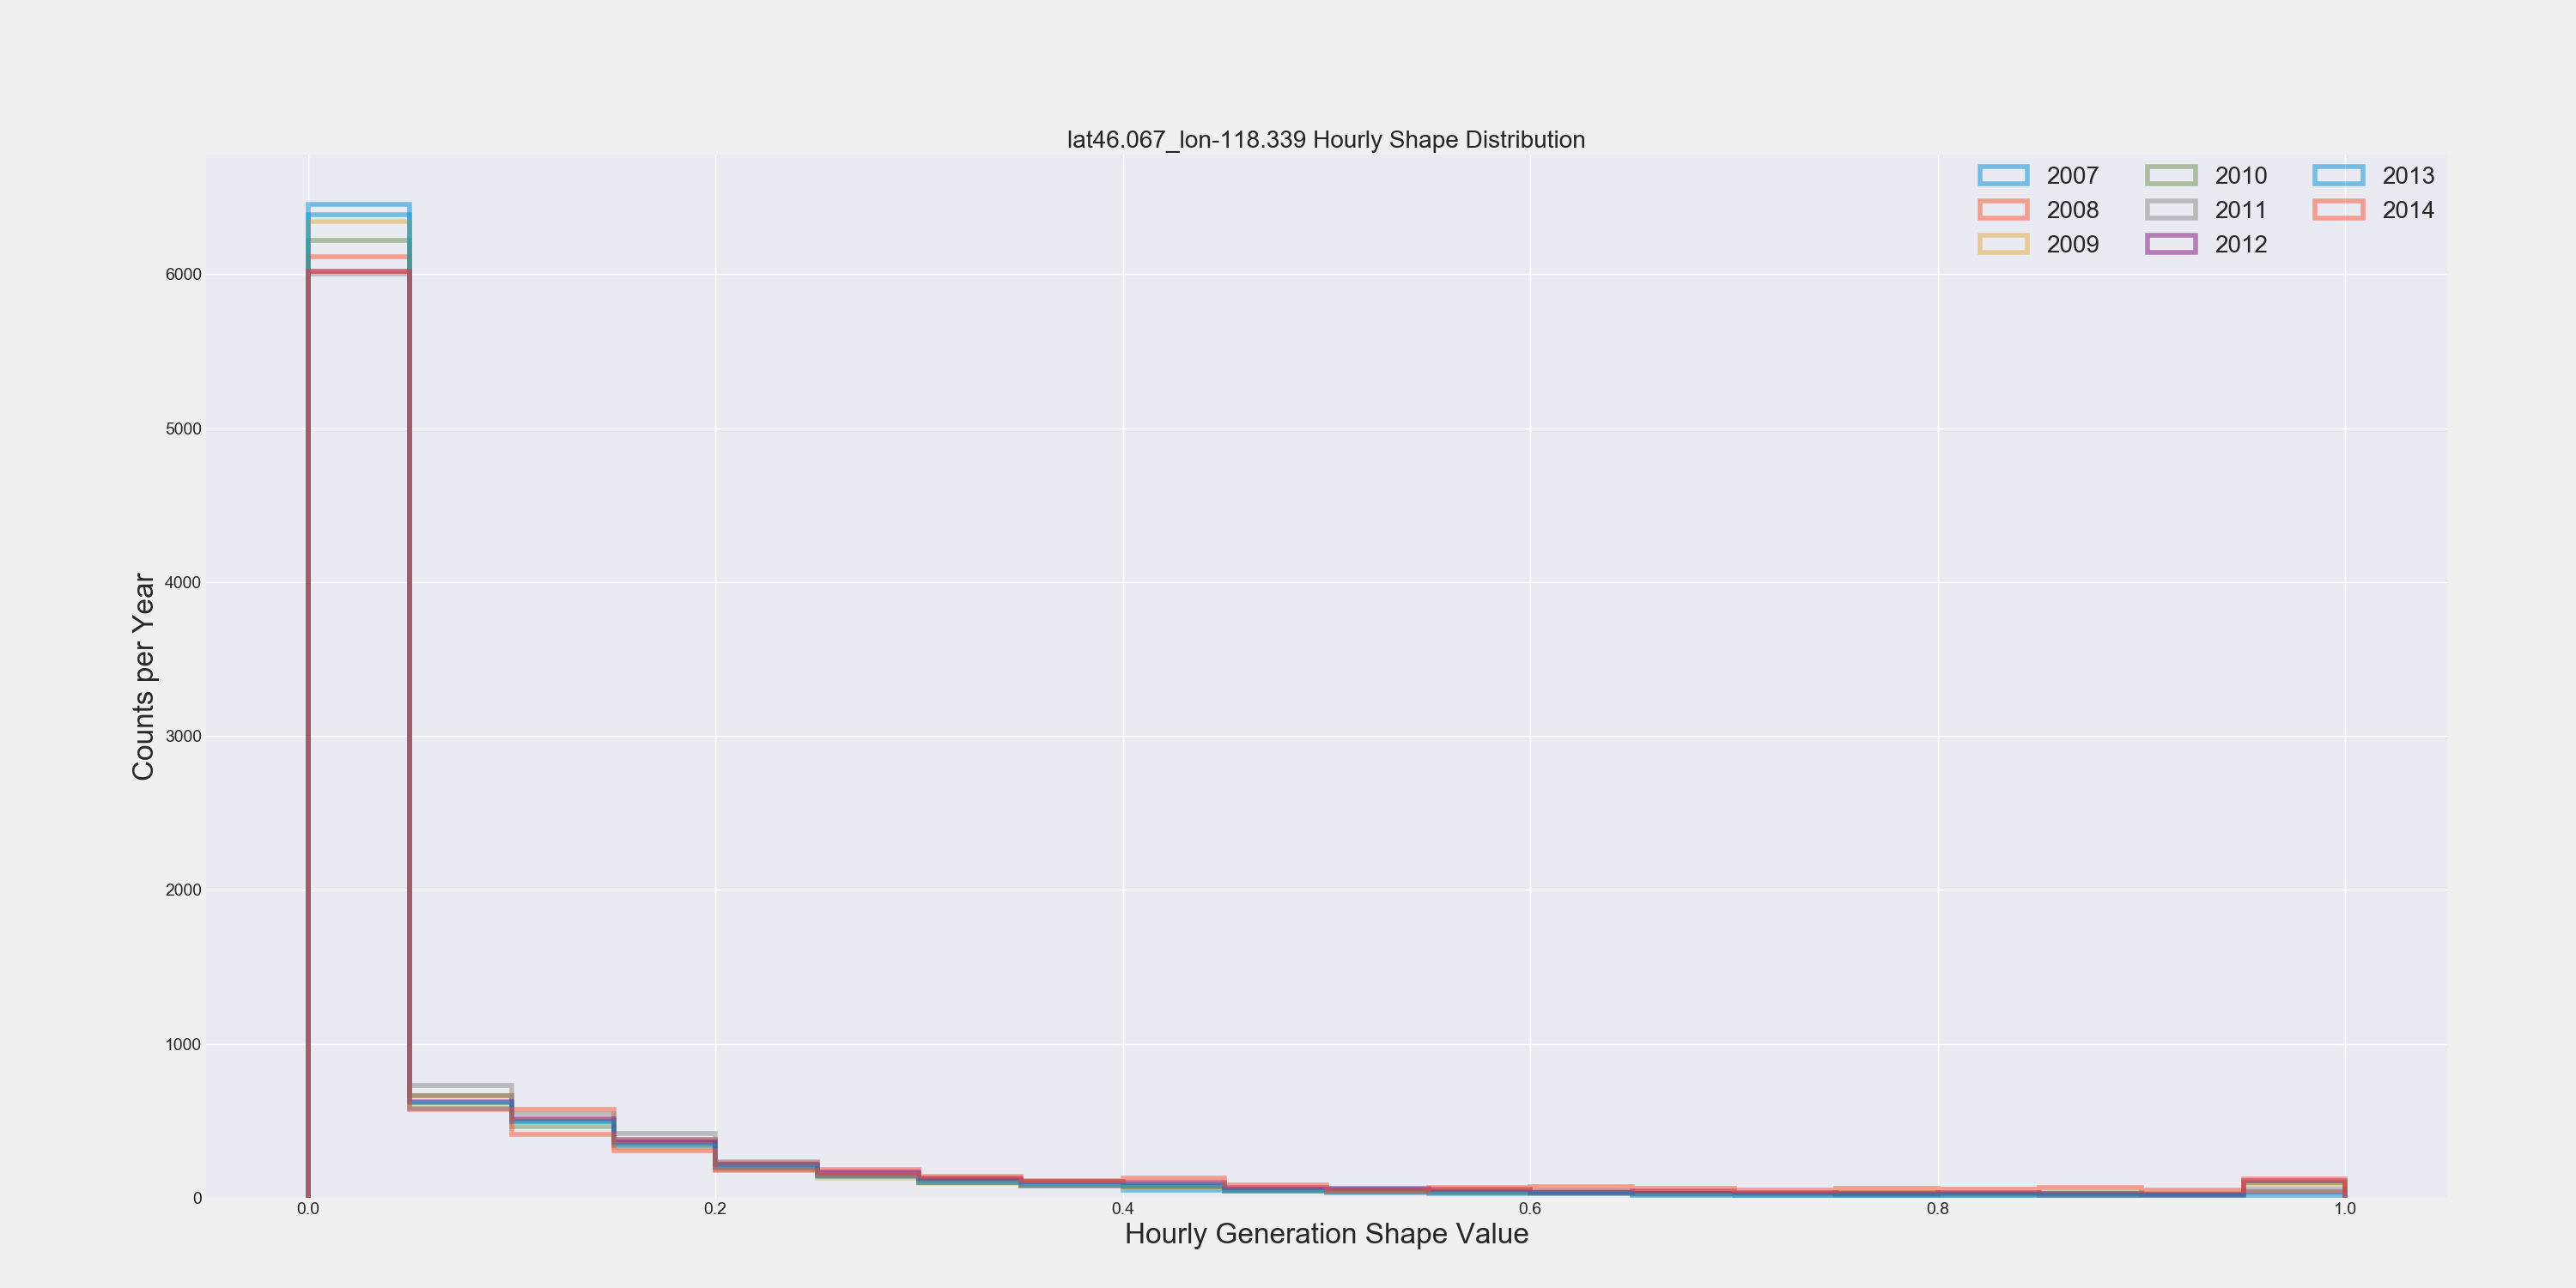 lat46.067_lon-118.339 Hourly Shape Distribution
2007 2010 2013
2008 2011 2014
2009 2012
6000
5000
4000
3000
2000
1000
0
Counts per Year
0.0 0.2 0.4 0.6 0.8 1.0
Hourly Generation Shape Value